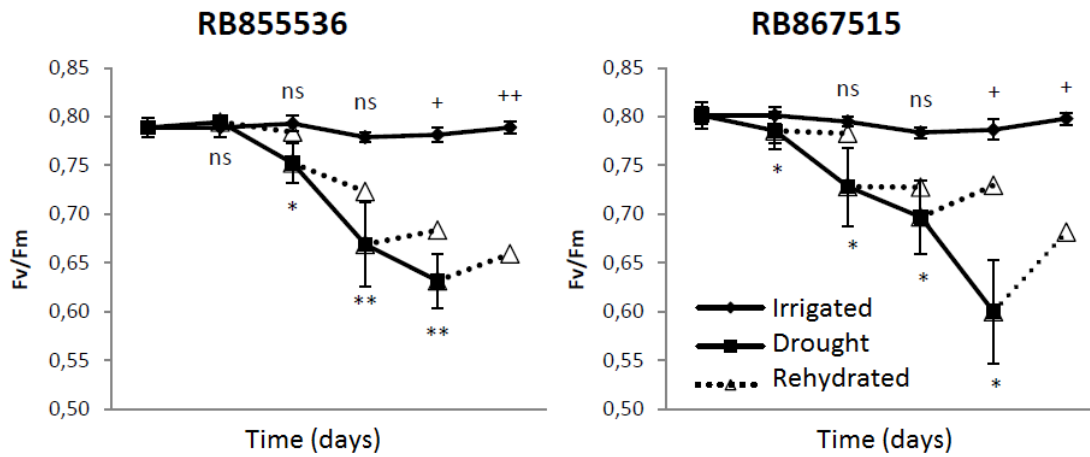 RB855536
0,85
0,80
0,75
0,70
0,65
0,60
0,55
0,50
Fv/Fm
ns
ns
+
++
ns
*
**
**
Time (days)
RB867515
0,85
0,80
0,75
0,70
0,65
0,60
0,55
0,50
Fv/Fm
ns
ns
+
+
*
*
*
*
Irrigated
Drought
Rehydrated
Time (days)